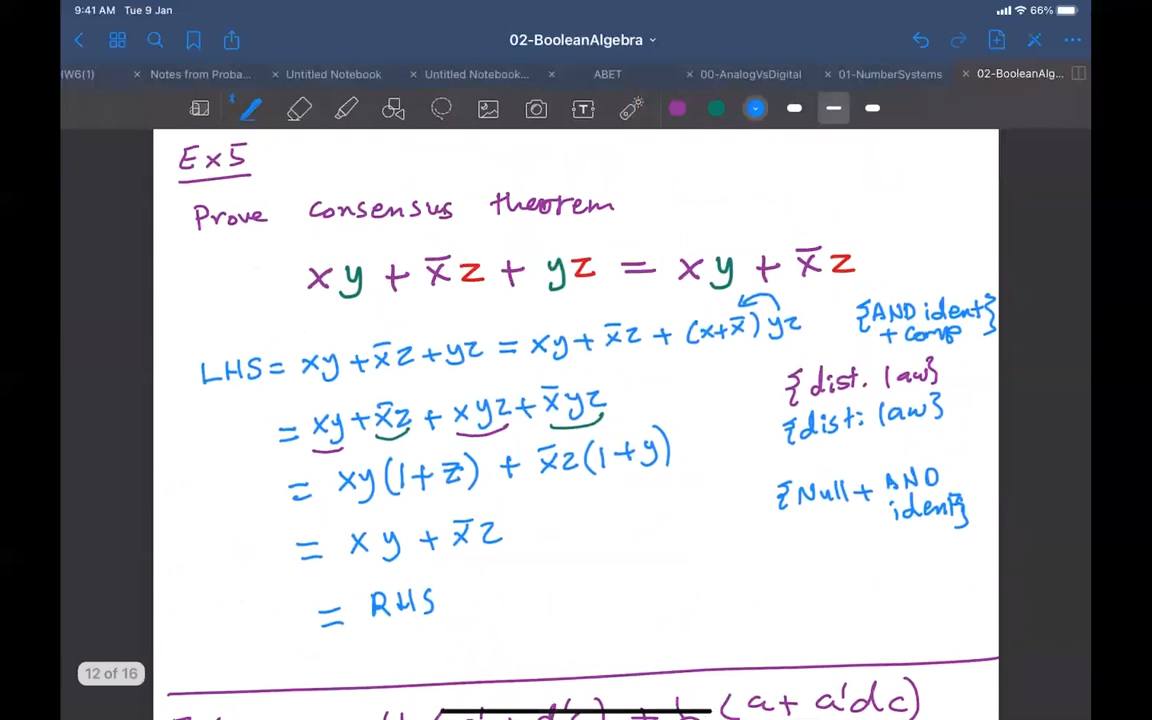 9:41 AM Tue 9 Jan
66%
02-BooleanAlgebra
HW6(1)
Notes from Proba...
Untitled Notebook
Untitled Notebook...
ABET
00-AnalogVsDigital
01-NumberSystems
02-BooleanAlg...
Ex5
Prove consensus theorem
xy + x̄z + yz = xy + x̄z
LHS = xy + x̄z + yz = xy + x̄z + (x+x̄)yz {AND ident + comp}
= xy + x̄z + xyz + x̄yz {dist. law}
= xy(1+z) + x̄z(1+y) {dist. law}
= xy + x̄z {Null + AND ident}
= RHS
12 of 16
(a + a'dc)